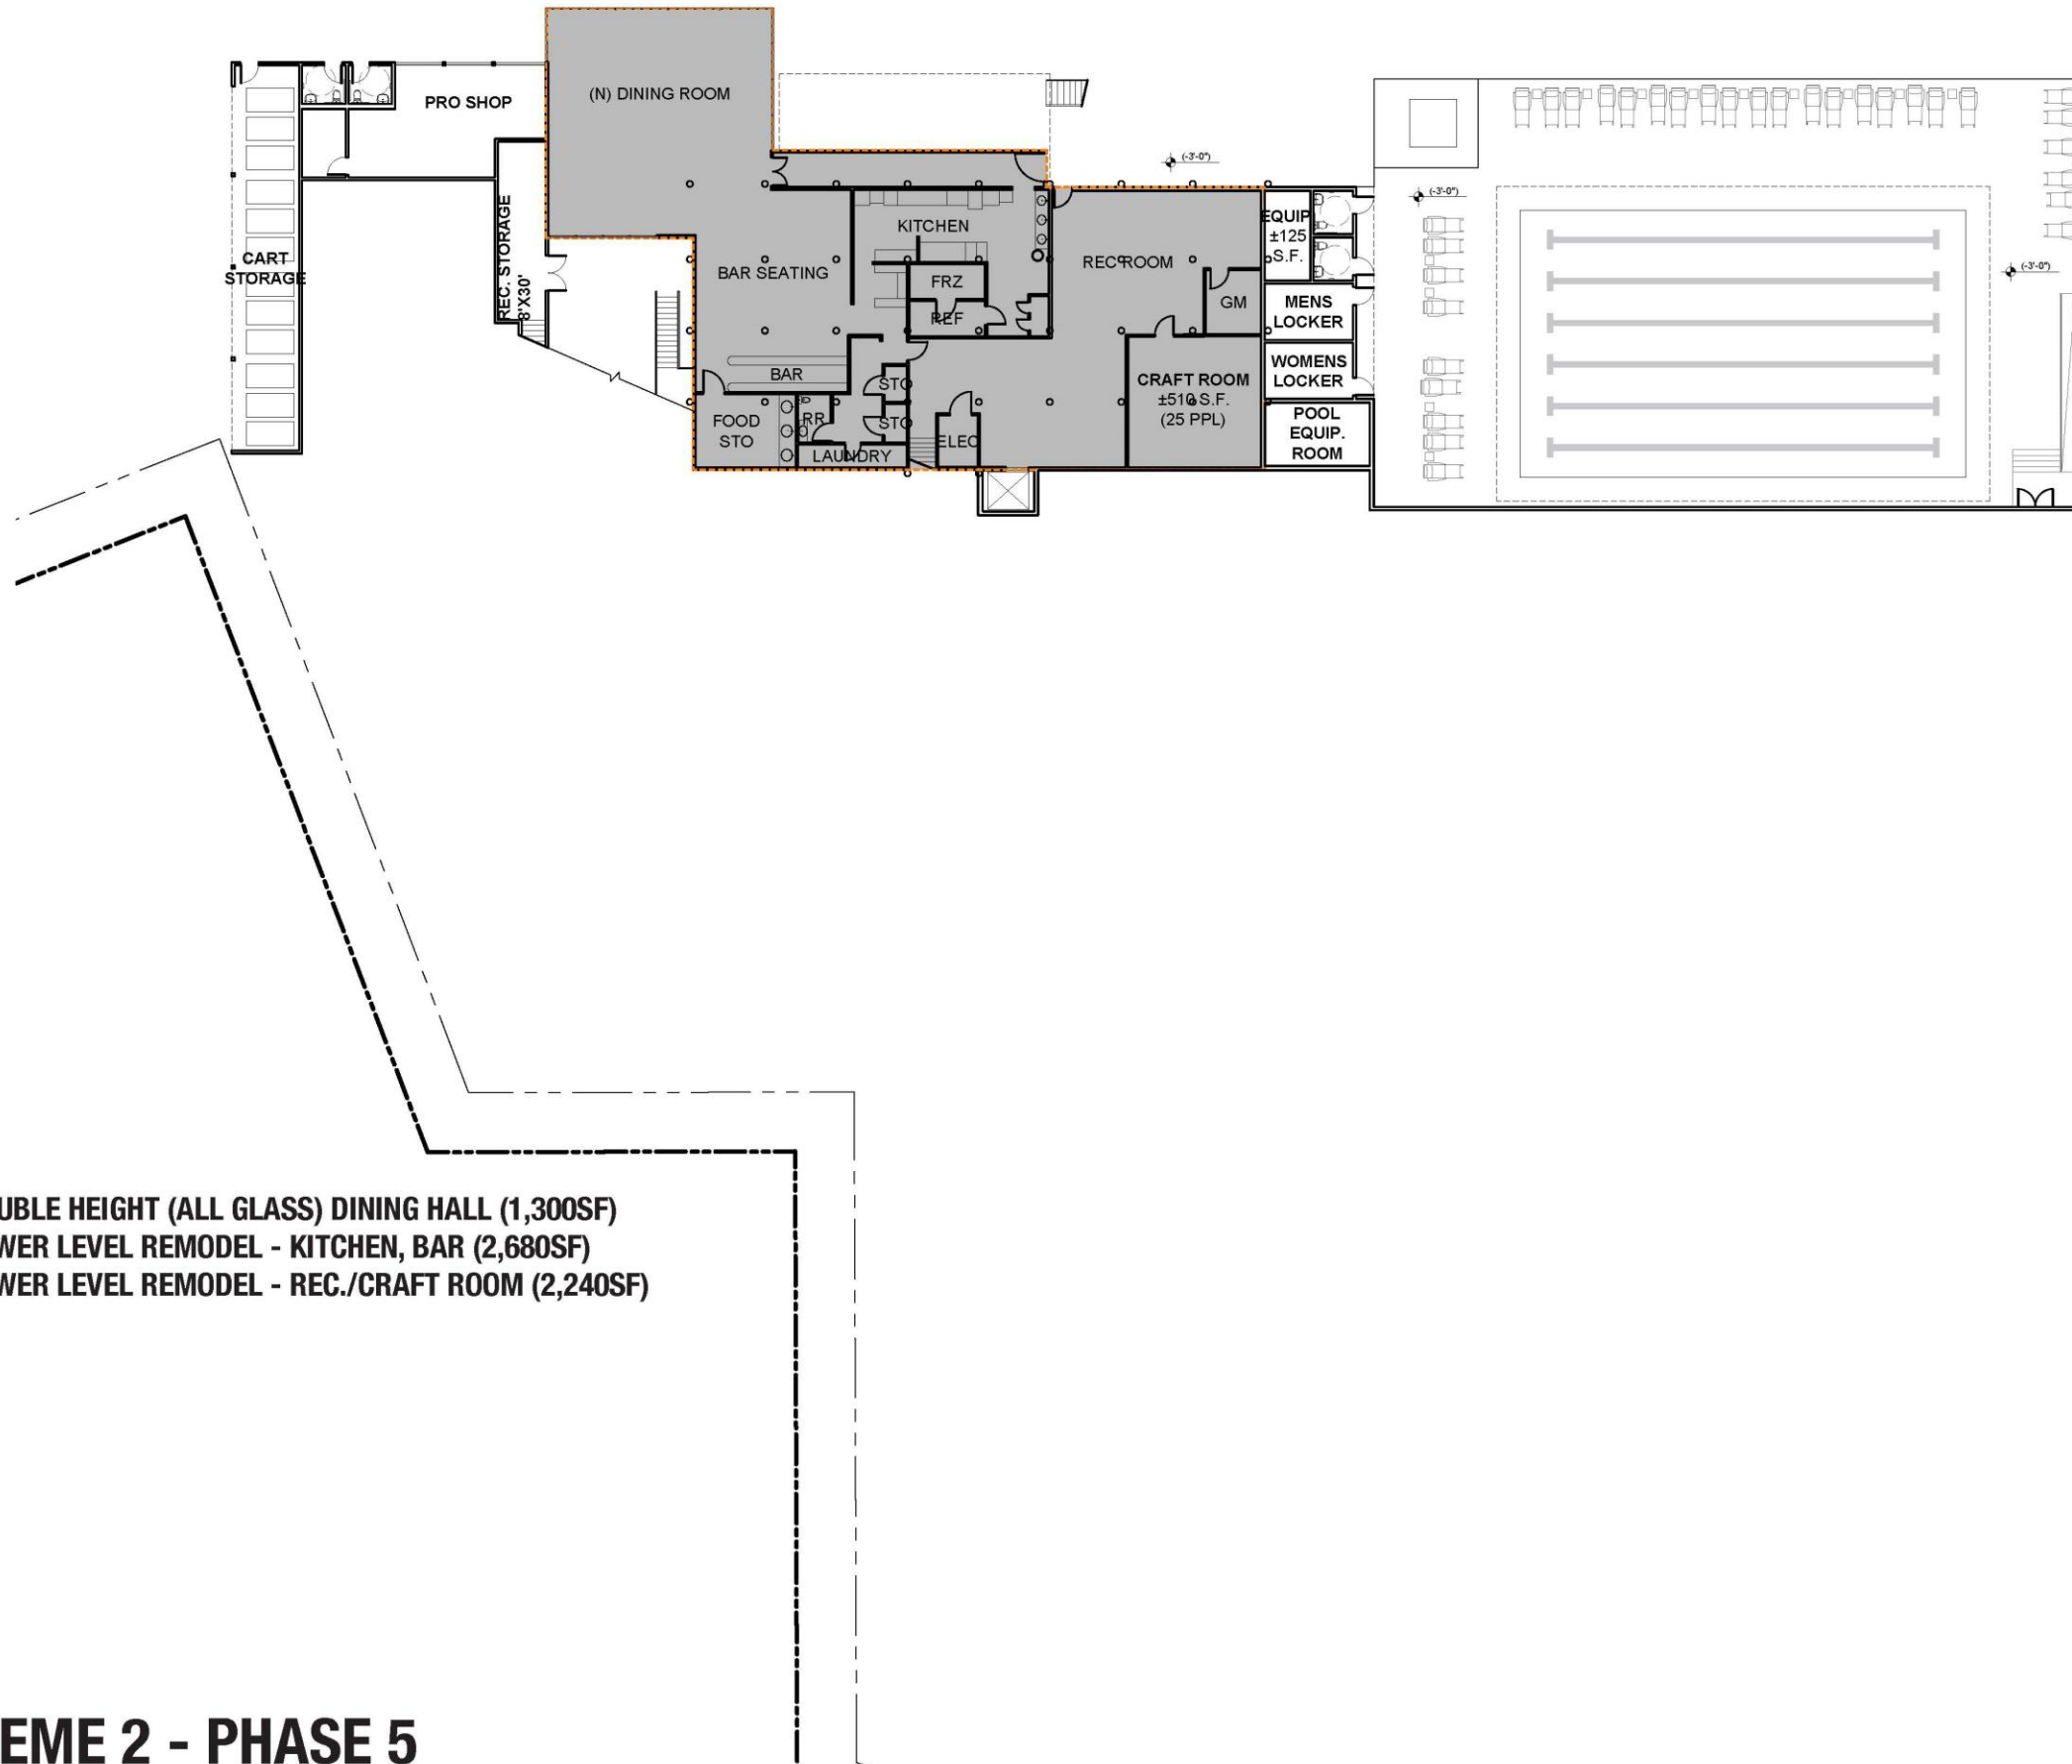 (N) DINING ROOM
PRO SHOP
(-3'-0")
(-3'-0")
REC. STORAGE
8'X30'
KITCHEN
EQUIP
±125
S.F.
CART
STORAGE
BAR SEATING
REC ROOM
(-3'-0")
FRZ
REF
GM
MENS
LOCKER
WOMENS
LOCKER
BAR
STO
CRAFT ROOM
±510 S.F.
(25 PPL)
FOOD
STO
RR
STO
ELEC
LAUNDRY
POOL
EQUIP.
ROOM
UBLE HEIGHT (ALL GLASS) DINING HALL (1,300SF)
WER LEVEL REMODEL - KITCHEN, BAR (2,680SF)
WER LEVEL REMODEL - REC./CRAFT ROOM (2,240SF)
EME 2 - PHASE 5